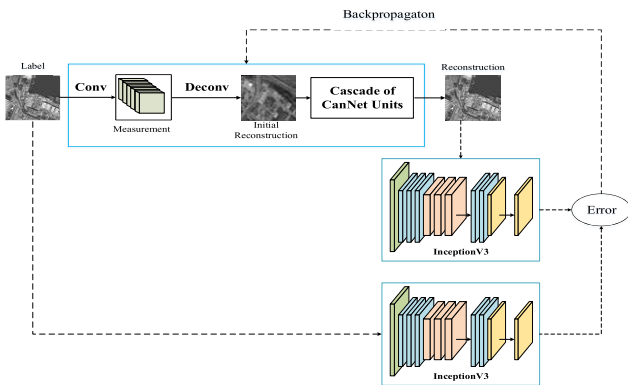 Backpropagaton
Label
Conv
Measurement
Deconv
Initial
Reconstruction
Cascade of
CanNet Units
Reconstruction
InceptionV3
Error
InceptionV3